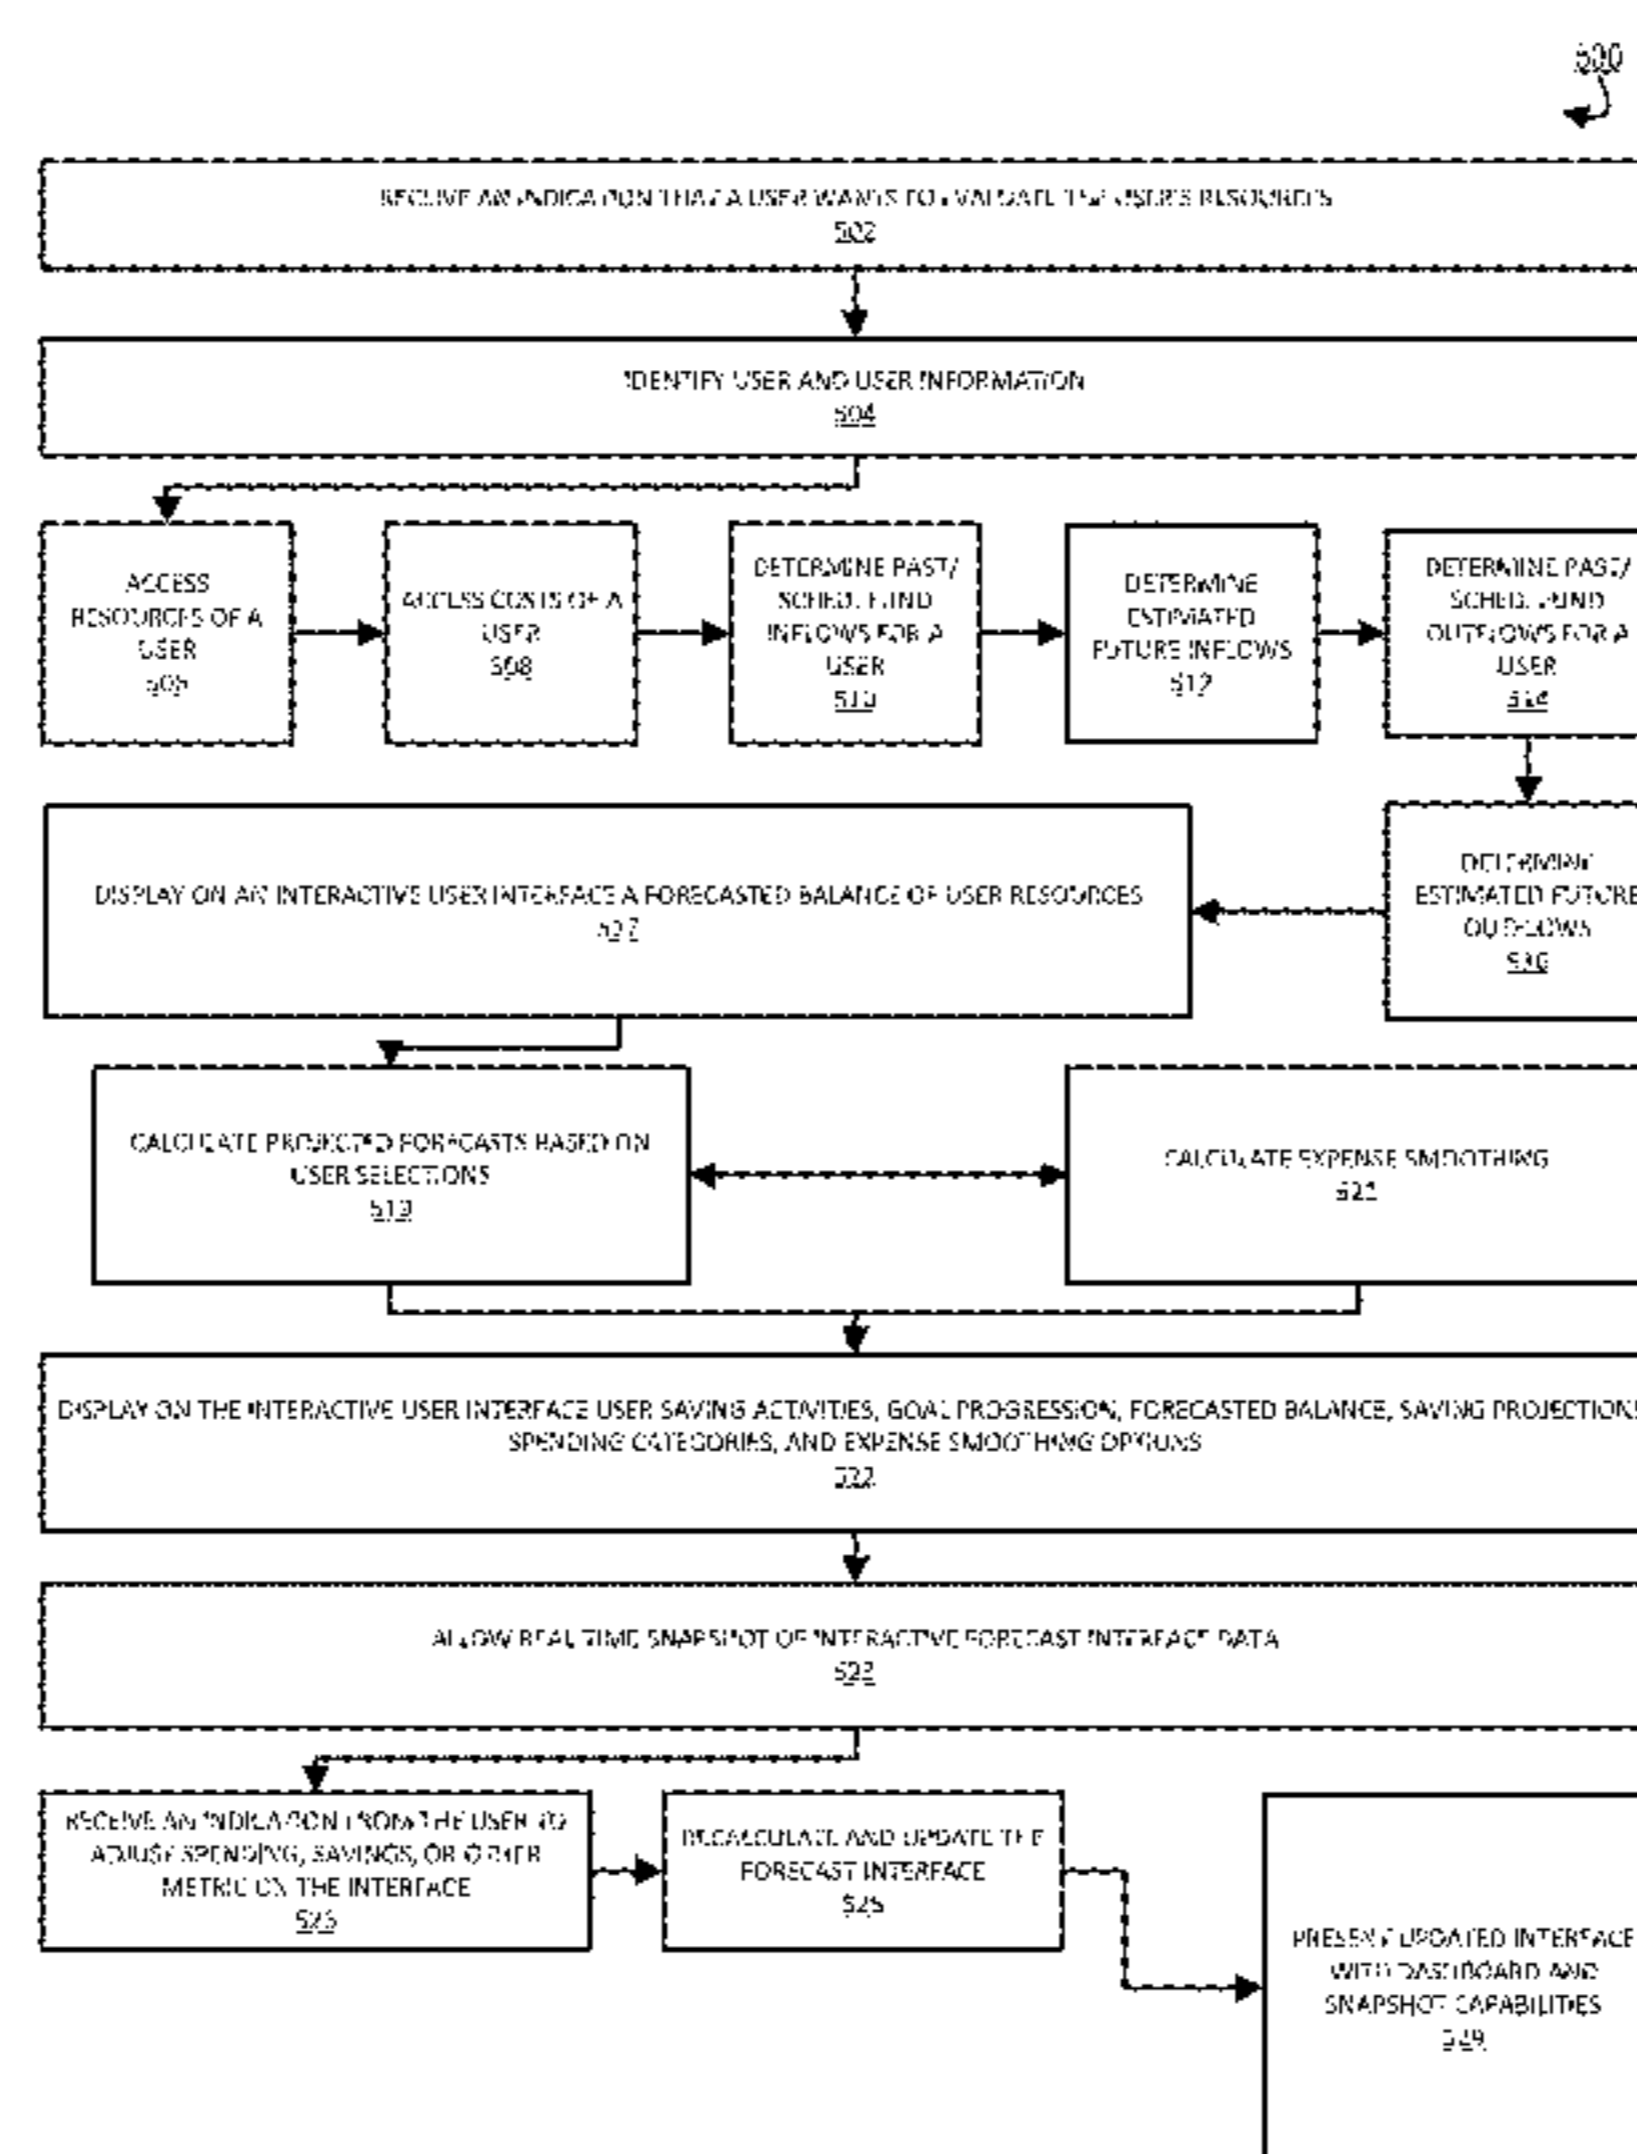 500
RECEIVE AN INDICATION THAT A USER WANTS TO EVALUATE THE USER'S RESOURCES
502
IDENTIFY USER AND USER INFORMATION
504
ACCESS
RESOURCES OF A
USER
ACCESS COSTS OF A
USER
508
DETERMINE PAST/
SCHED. FUND
INFLOWS FOR A
USER
510
DETERMINE
ESTIMATED
FUTURE INFLOWS
512
DETERMINE PAST/
SCHED. FUND
OUTFLOWS FOR A
USER
514
DISPLAY ON AN INTERACTIVE USER INTERFACE A FORECASTED BALANCE OF USER RESOURCES
DETERMINE
ESTIMATED FUTURE
OUTFLOWS
CALCULATE PROJECTED FORECASTS BASED ON
USER SELECTIONS
CALCULATE EXPENSE SMOOTHING
DISPLAY ON THE INTERACTIVE USER INTERFACE USER SAVING ACTIVITIES, GOAL PROGRESSION, FORECASTED BALANCE, SAVING PROJECTIONS
SPENDING CATEGORIES, AND EXPENSE SMOOTHING OPTIONS
522
ALLOW REAL TIME SNAPSHOT OF INTERACTIVE FORECAST INTERFACE DATA
RECEIVE AN INDICATION FROM THE USER TO
ADJUST SPENDING, SAVINGS, OR OTHER
METRIC ON THE INTERFACE
RECALCULATE AND UPDATE THE
FORECAST INTERFACE
PRESENT UPDATED INTERFACE
WITH DASHBOARD AND
SNAPSHOT CAPABILITIES